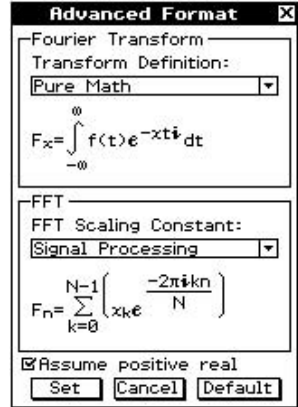 Advanced Format
Fourier Transform
Transform Definition:
Pure Math
Fx=∫∞-∞ f(t)e^-xti dt
FFT
FFT Scaling Constant:
Signal Processing
Fn=∑N-1 k=0 (xke^-2πikn/N)
Assume positive real
Set Cancel Default